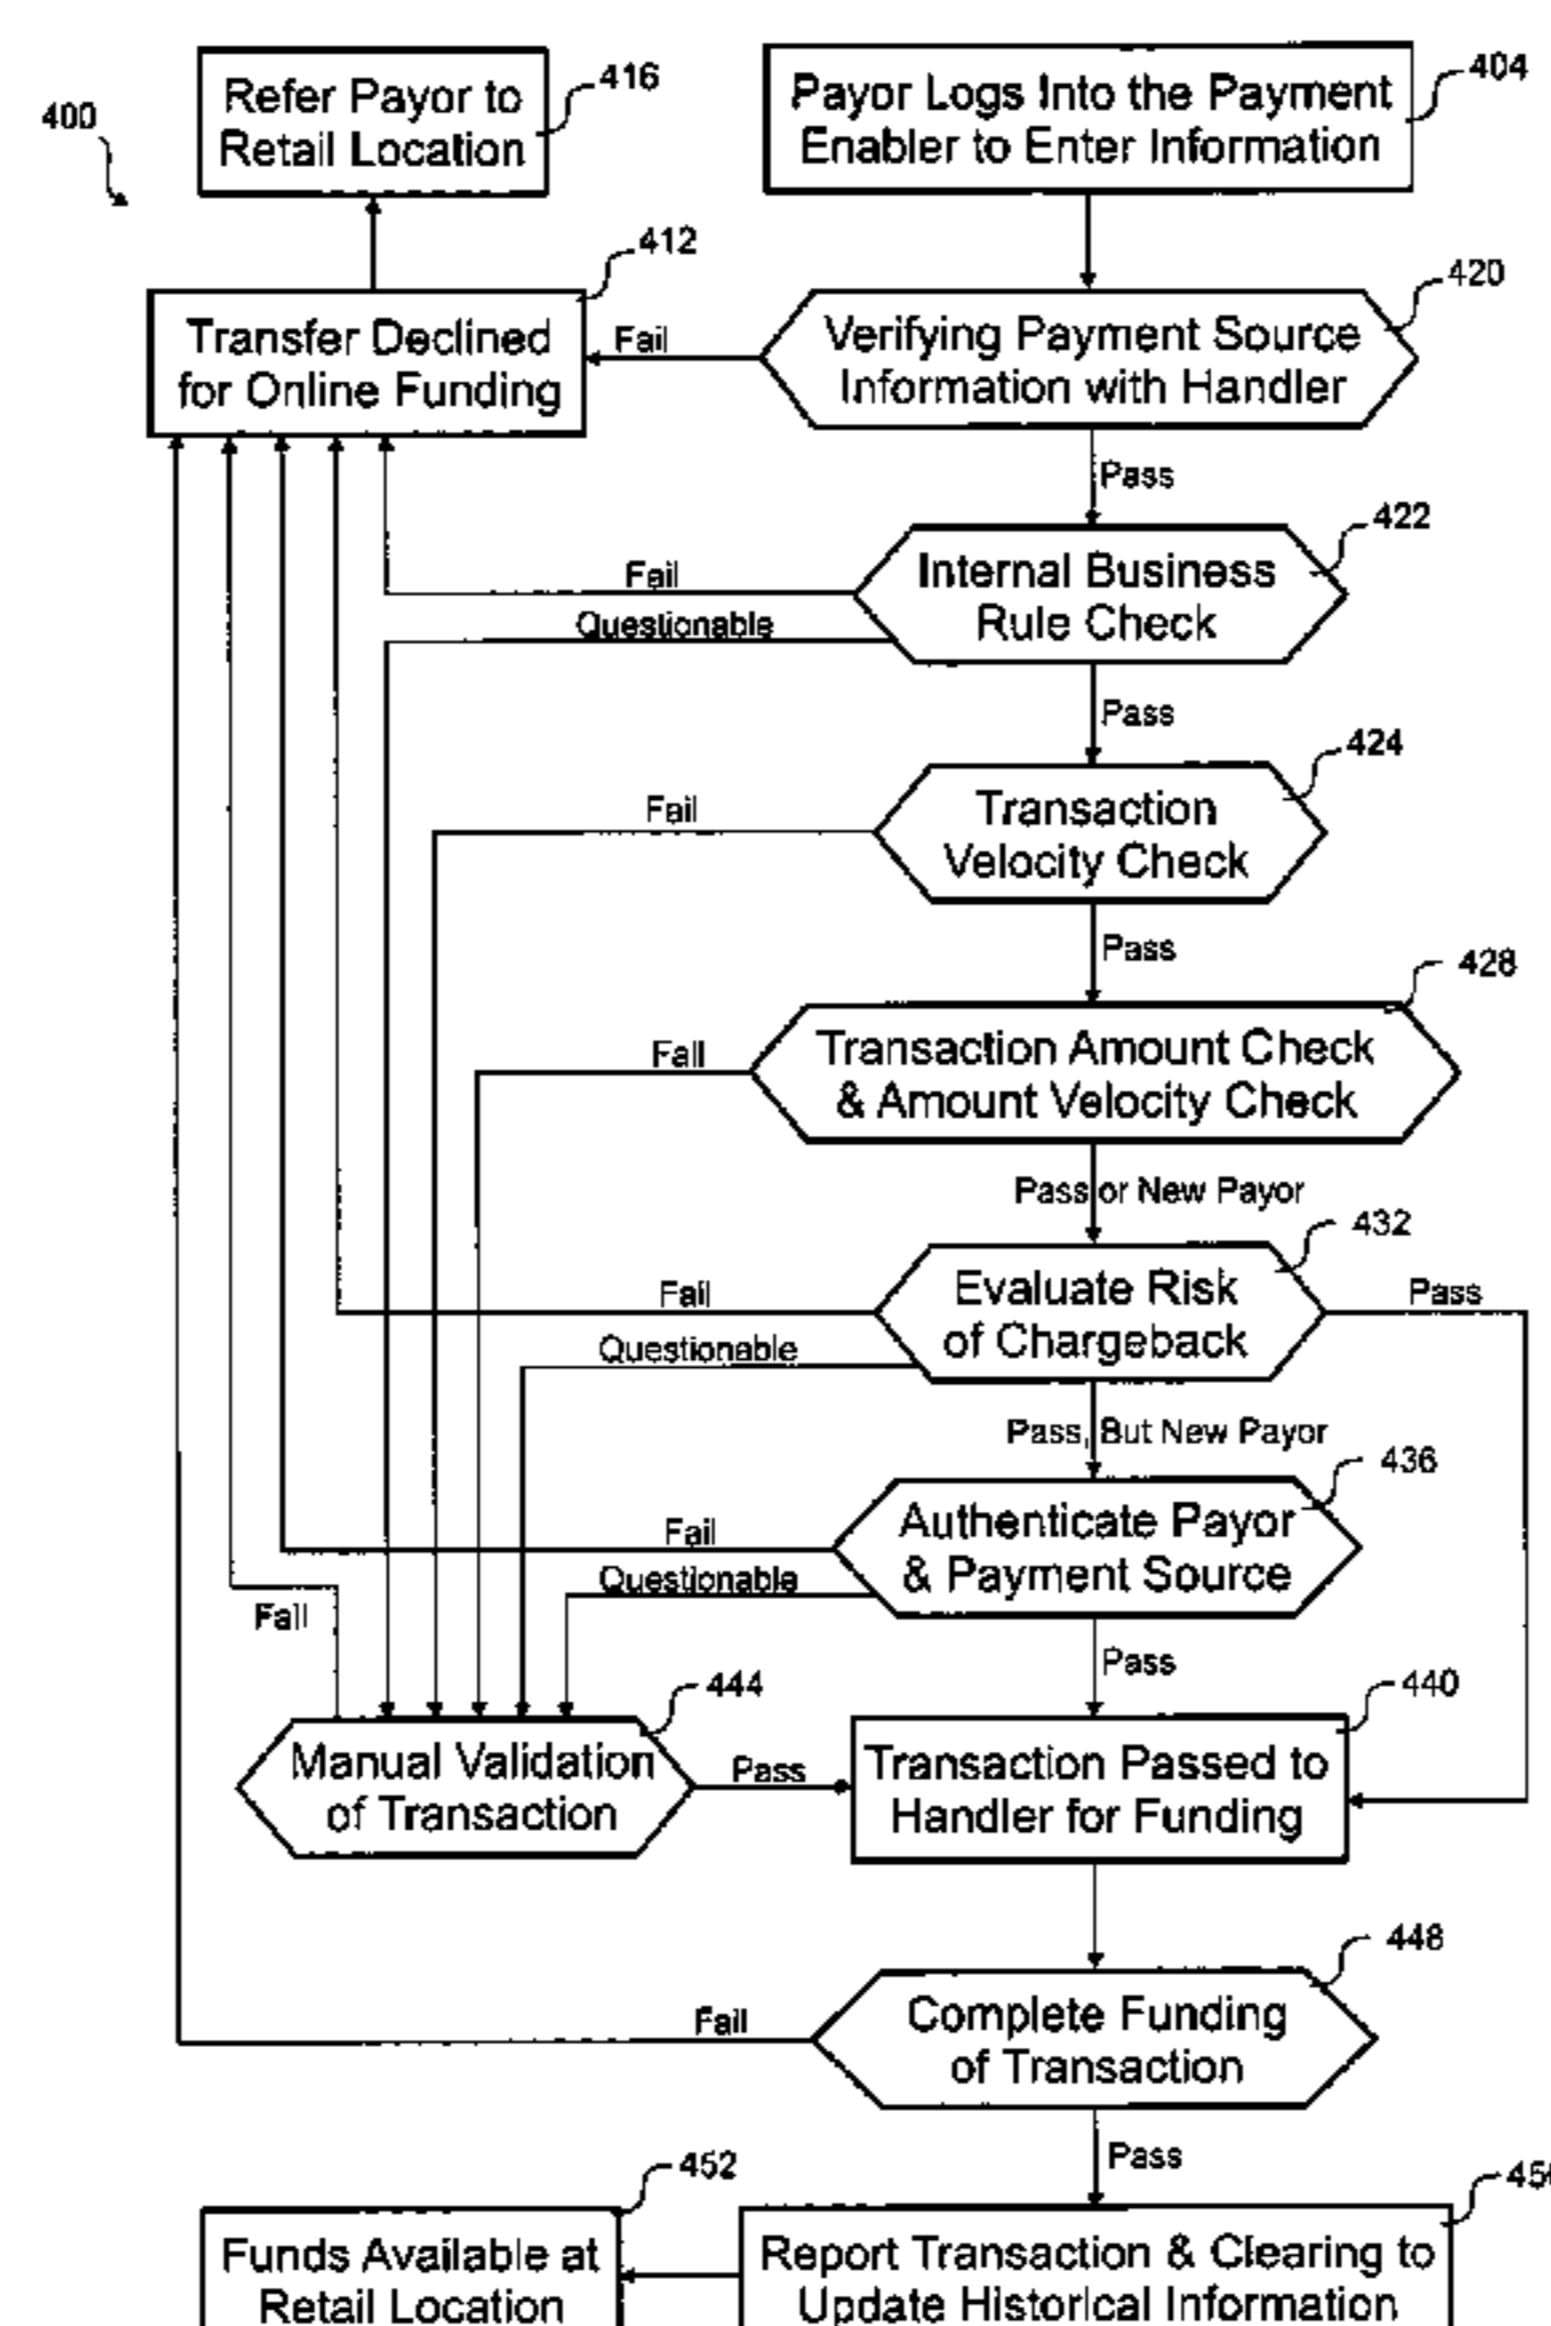 400
Refer Payor to
Retail Location
416
Payor Logs Into the Payment
Enabler to Enter Information
404
412
Transfer Declined
for Online Funding
Fail
Verifying Payment Source
Information with Handler
420
Pass
Fail
Questionable
Internal Business
Rule Check
422
Pass
Fail
Transaction
Velocity Check
424
Pass
Fail
Transaction Amount Check
& Amount Velocity Check
428
Pass or New Payor
Fail
Questionable
Evaluate Risk
of Chargeback
432
Pass
Pass, But New Payor
Fail
Questionable
Authenticate Payor
& Payment Source
436
Pass
Fail
Manual Validation
of Transaction
444
Pass
Transaction Passed to
Handler for Funding
440
Fail
Complete Funding
of Transaction
448
Pass
Funds Available at
Retail Location
452
Report Transaction & Clearing to
Update Historical Information